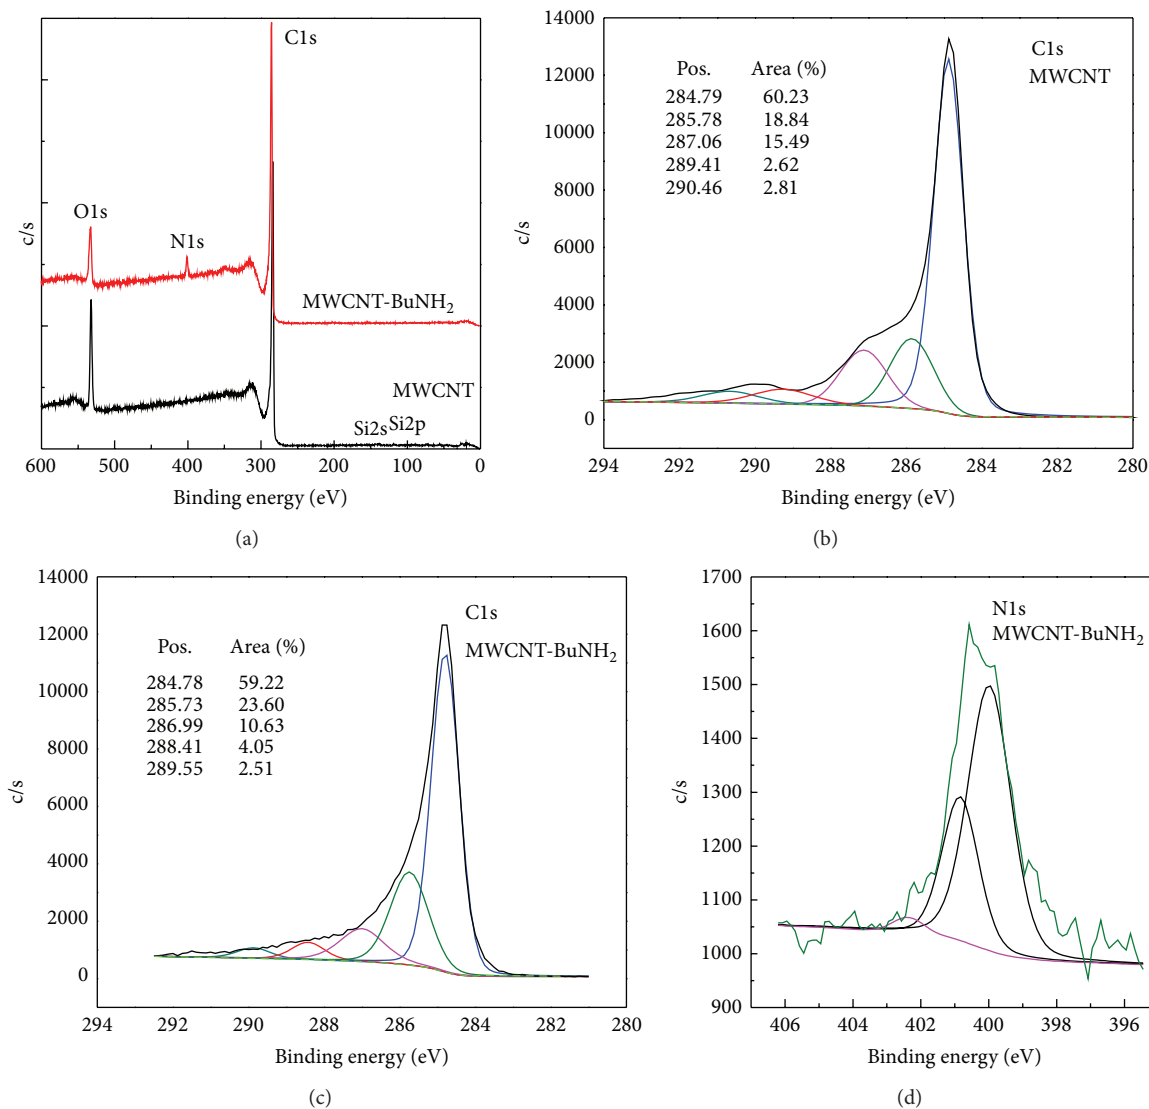 C1s
O1s
N1s
MWCNT-BuNH₂
MWCNT
Si2s Si2p
c/s
600 500 400 300 200 100 0
Binding energy (eV)
(a)
14000
12000
10000
8000
6000
4000
2000
0
c/s
C1s
MWCNT
Pos. Area (%)
284.79 60.23
285.78 18.84
287.06 15.49
289.41 2.62
290.46 2.81
294 292 290 288 286 284 282 280
Binding energy (eV)
(b)
14000
12000
10000
8000
6000
4000
2000
0
c/s
C1s
MWCNT-BuNH₂
Pos. Area (%)
284.78 59.22
285.73 23.60
286.99 10.63
288.41 4.05
289.55 2.51
294 292 290 288 286 284 282 280
Binding energy (eV)
(c)
1700
1600
1500
1400
1300
1200
1100
1000
900
c/s
N1s
MWCNT-BuNH₂
406 404 402 400 398 396
Binding energy (eV)
(d)